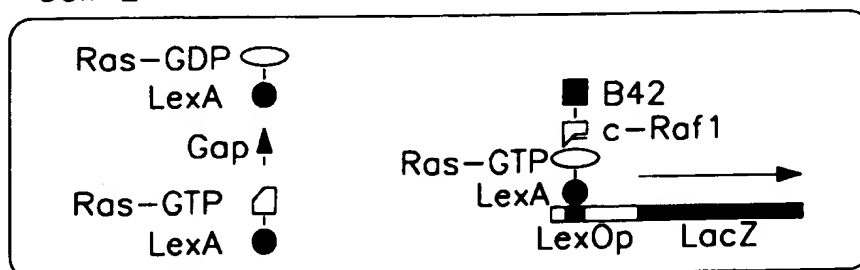 Ras-GDP
LexA
Gap
Ras-GTP
LexA
B42
c-Raf1
Ras-GTP
LexA
LexOp LacZ